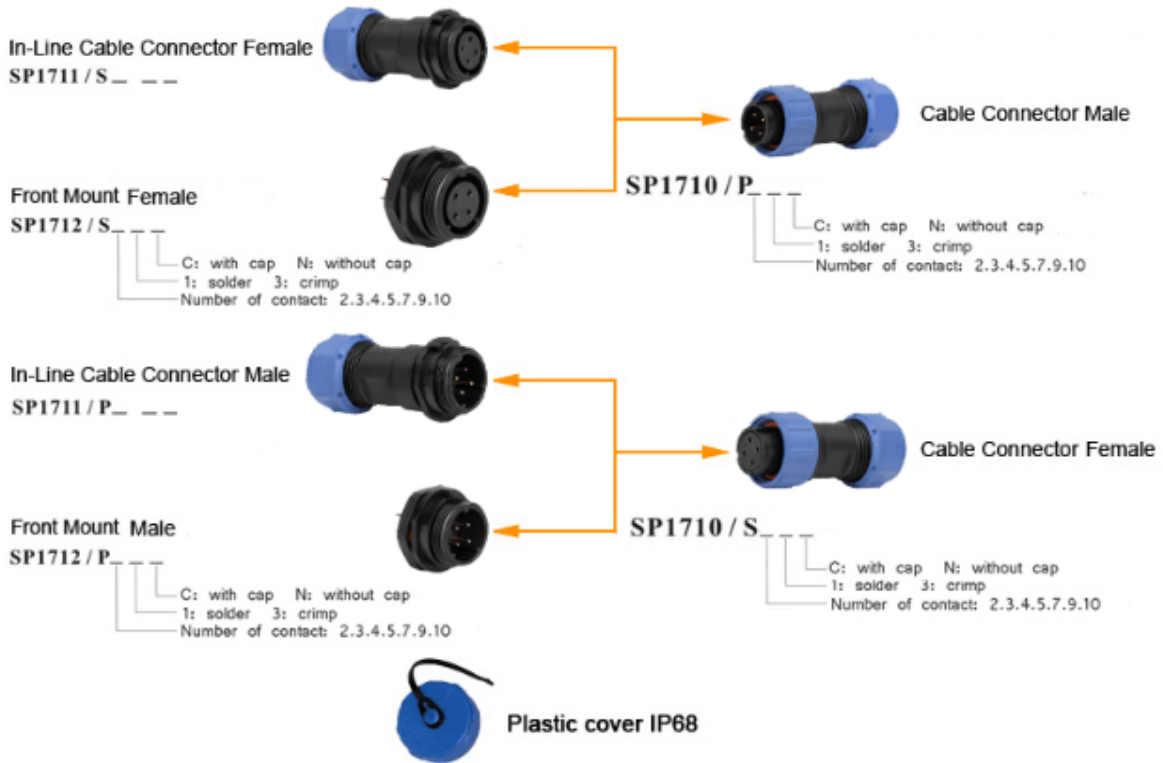 In-Line Cable Connector Female
SP1711 / S_ _ _
Cable Connector Male
SP1710 / P_ _ _
C: with cap N: without cap
1: solder 3: crimp
Number of contact: 2.3.4.5.7.9.10
Front Mount Female
SP1712 / S_ _ _
C: with cap N: without cap
1: solder 3: crimp
Number of contact: 2.3.4.5.7.9.10
In-Line Cable Connector Male
SP1711 / P_ _ _
Cable Connector Female
SP1710 / S_ _ _
C: with cap N: without cap
1: solder 3: crimp
Number of contact: 2.3.4.5.7.9.10
Front Mount Male
SP1712 / P_ _ _
C: with cap N: without cap
1: solder 3: crimp
Number of contact: 2.3.4.5.7.9.10
Plastic cover IP68